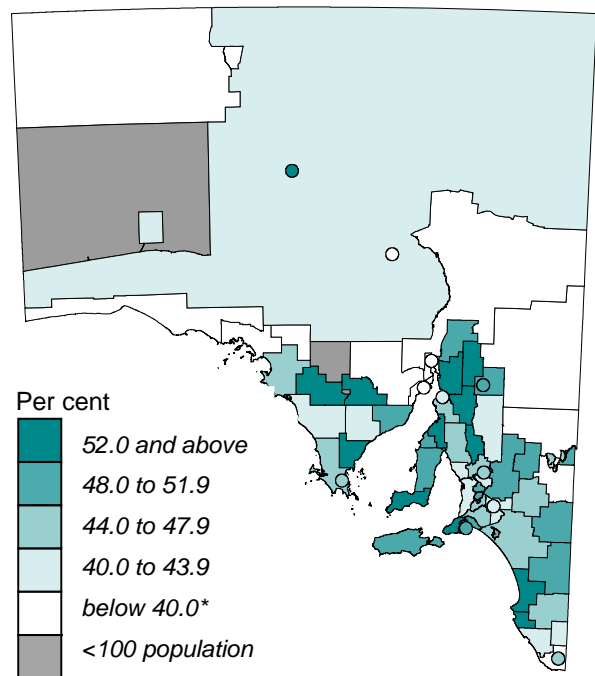 Per cent
52.0 and above
48.0 to 51.9
44.0 to 47.9
40.0 to 43.9
below 40.0*
<100 population